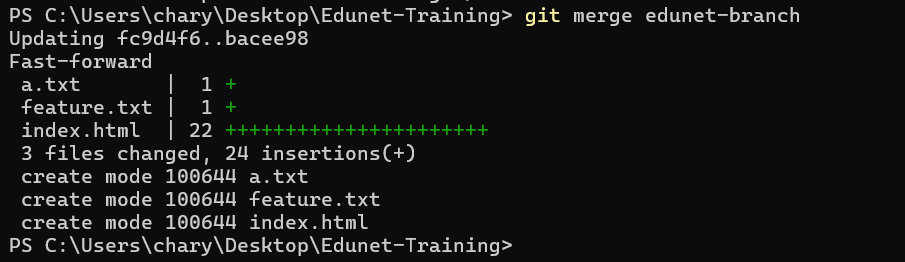 PS C:\Users\chary\Desktop\Edunet-Training> git merge edunet-branch
Updating fc9d4f6..bacee98
Fast-forward
 a.txt       |  1 +
 feature.txt |  1 +
 index.html  | 22 ++++++++++++++++++++++
 3 files changed, 24 insertions(+)
 create mode 100644 a.txt
 create mode 100644 feature.txt
 create mode 100644 index.html
PS C:\Users\chary\Desktop\Edunet-Training>